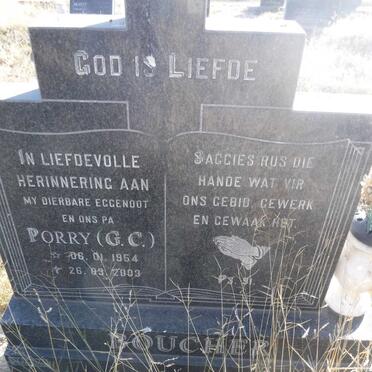 GOD IS LIEFDE
IN LIEFDEVOLLE
HERINNERING AAN
MY DIERBARE EGGENOOT
EN ONS PA
PORRY (G.C.)
06.01.1954
26.09.2009
SAGGIES RUS DIE
HANDE WAT VIR
ONS GEBID, GEWERK
EN GEWAAK HET.
BOUCHER